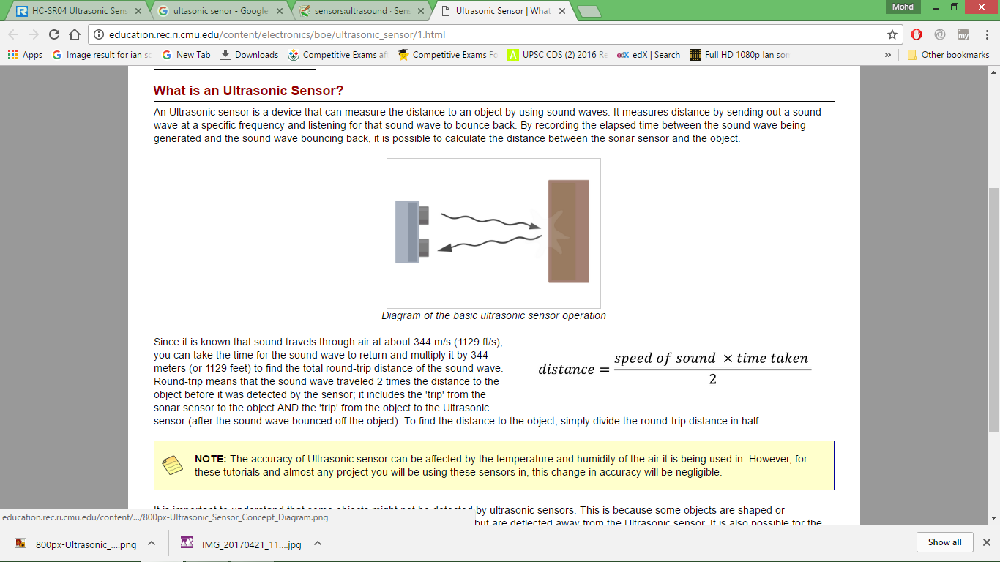 HC-SR04 Ultrasonic Sens
ultasonic senor - Google
sensors:ultrasound · Sens
Ultrasonic Sensor | What
Mohd
education.rec.ri.cmu.edu/content/electronics/boe/ultrasonic_sensor/1.html
Apps
Image result for ian sc
New Tab
Downloads
Competitive Exams af
Competitive Exams Fo
UPSC CDS (2) 2016 Re
edX | Search
Full HD 1080p Ian som
»
Other bookmarks
What is an Ultrasonic Sensor?
An Ultrasonic sensor is a device that can measure the distance to an object by using sound waves. It measures distance by sending out a sound
wave at a specific frequency and listening for that sound wave to bounce back. By recording the elapsed time between the sound wave being
generated and the sound wave bouncing back, it is possible to calculate the distance between the sonar sensor and the object.
Diagram of the basic ultrasonic sensor operation
Since it is known that sound travels through air at about 344 m/s (1129 ft/s),
you can take the time for the sound wave to return and multiply it by 344
meters (or 1129 feet) to find the total round-trip distance of the sound wave.
Round-trip means that the sound wave traveled 2 times the distance to the
object before it was detected by the sensor; it includes the 'trip' from the
sonar sensor to the object AND the 'trip' from the object to the Ultrasonic
sensor (after the sound wave bounced off the object). To find the distance to the object, simply divide the round-trip distance in half.
distance = speed of sound × time taken
2
NOTE: The accuracy of Ultrasonic sensor can be affected by the temperature and humidity of the air it is being used in. However, for
these tutorials and almost any project you will be using these sensors in, this change in accuracy will be negligible.
It is important to understand that some objects might not be detected by ultrasonic sensors. This is because some objects are shaped or
but are deflected away from the Ultrasonic sensor. It is also possible for the
education.rec.ri.cmu.edu/content/.../800px-Ultrasonic_Sensor_Concept_Diagram.png
800px-Ultrasonic_....png
IMG_20170421_11....jpg
Show all